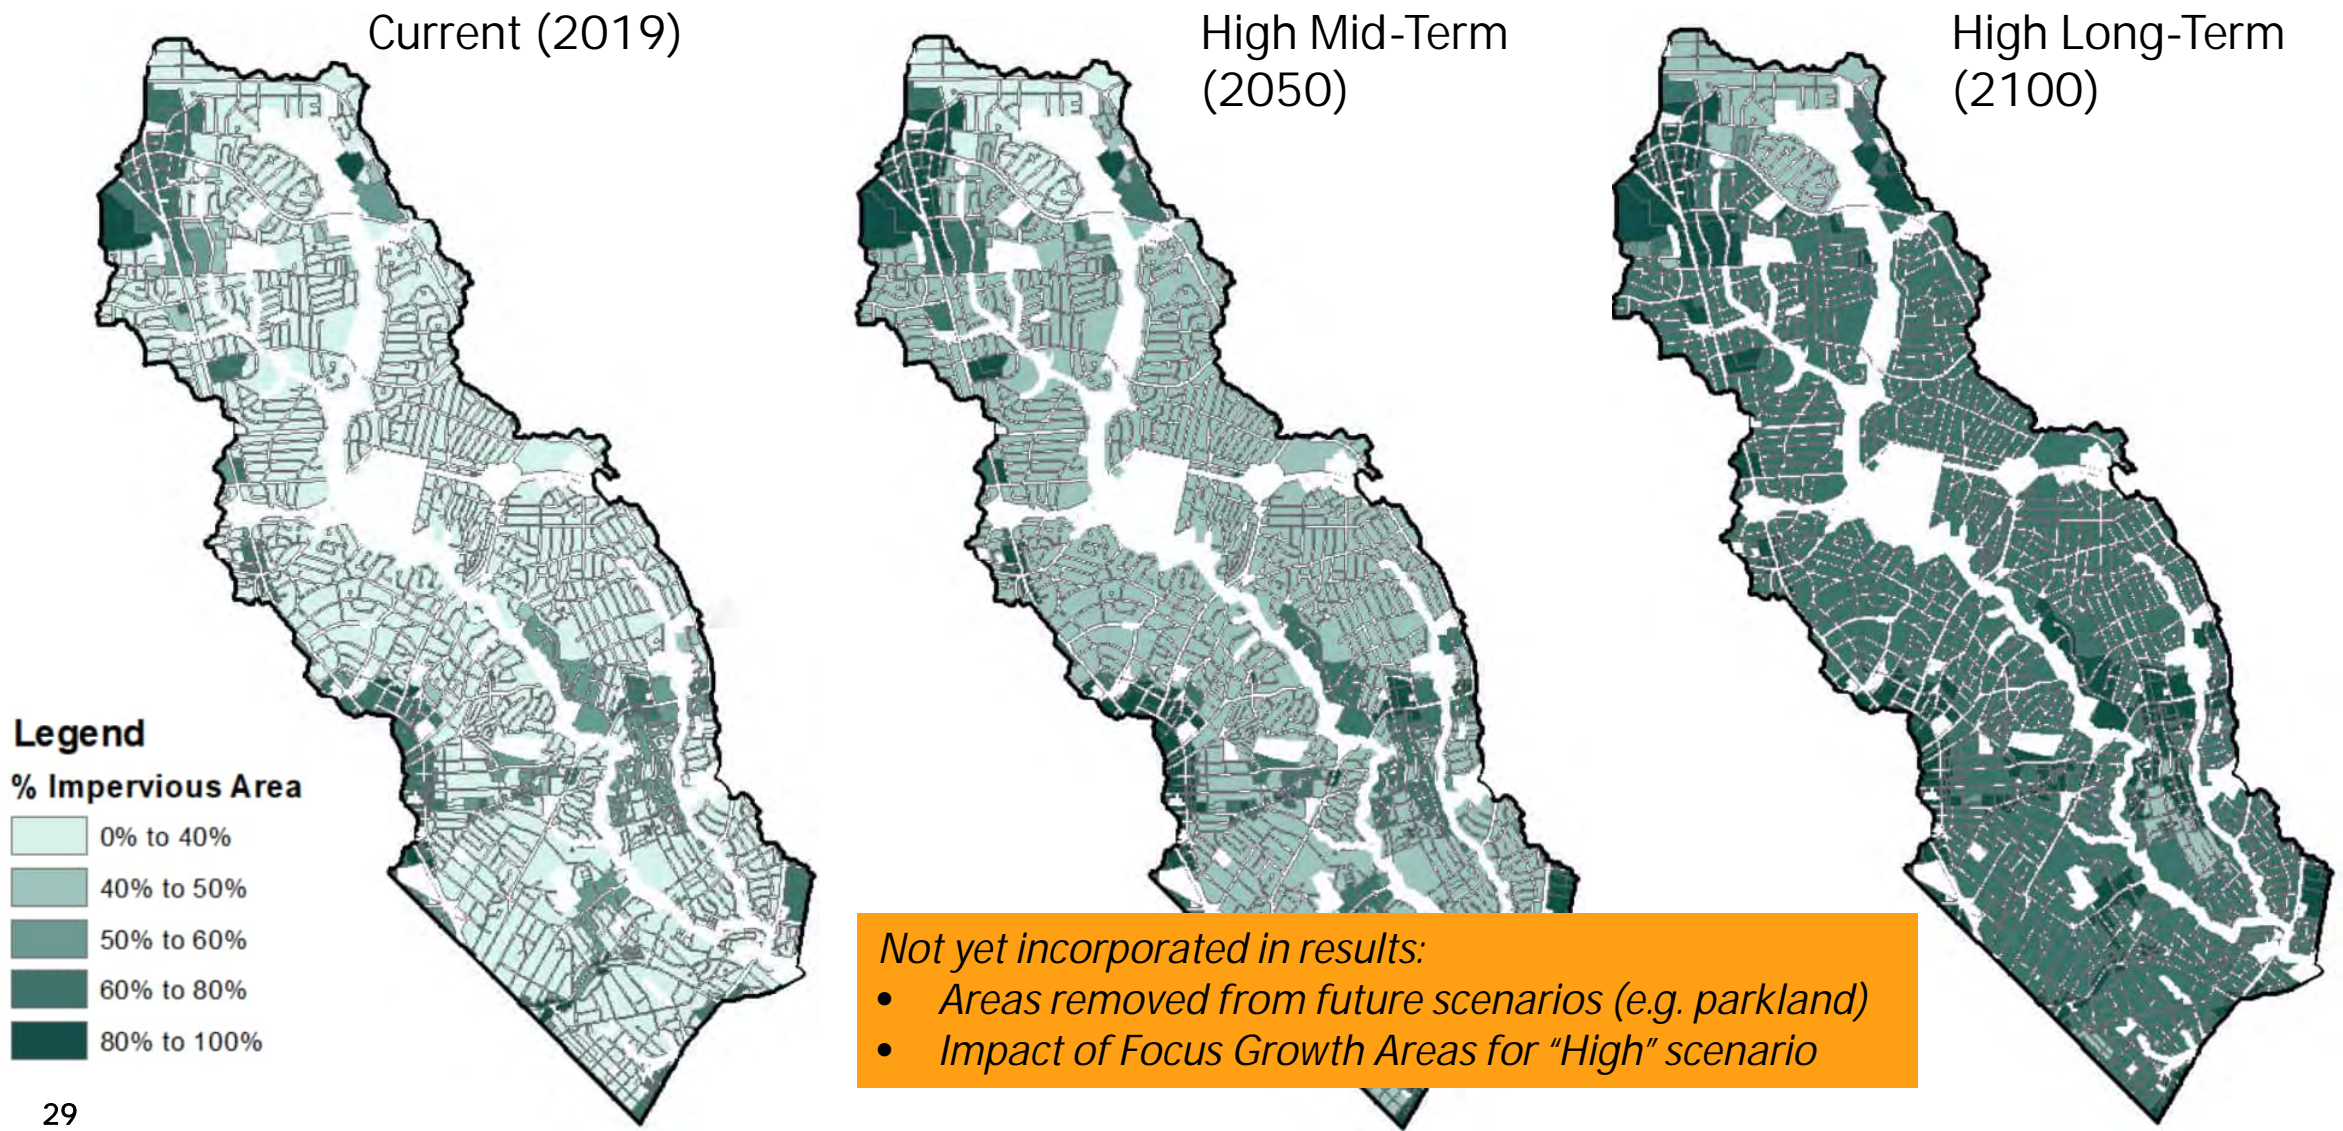 Current (2019)
High Mid-Term
(2050)
High Long-Term
(2100)
Legend
% Impervious Area
0% to 40%
40% to 50%
50% to 60%
60% to 80%
80% to 100%
Not yet incorporated in results:
• Areas removed from future scenarios (e.g. parkland)
• Impact of Focus Growth Areas for “High” scenario
29